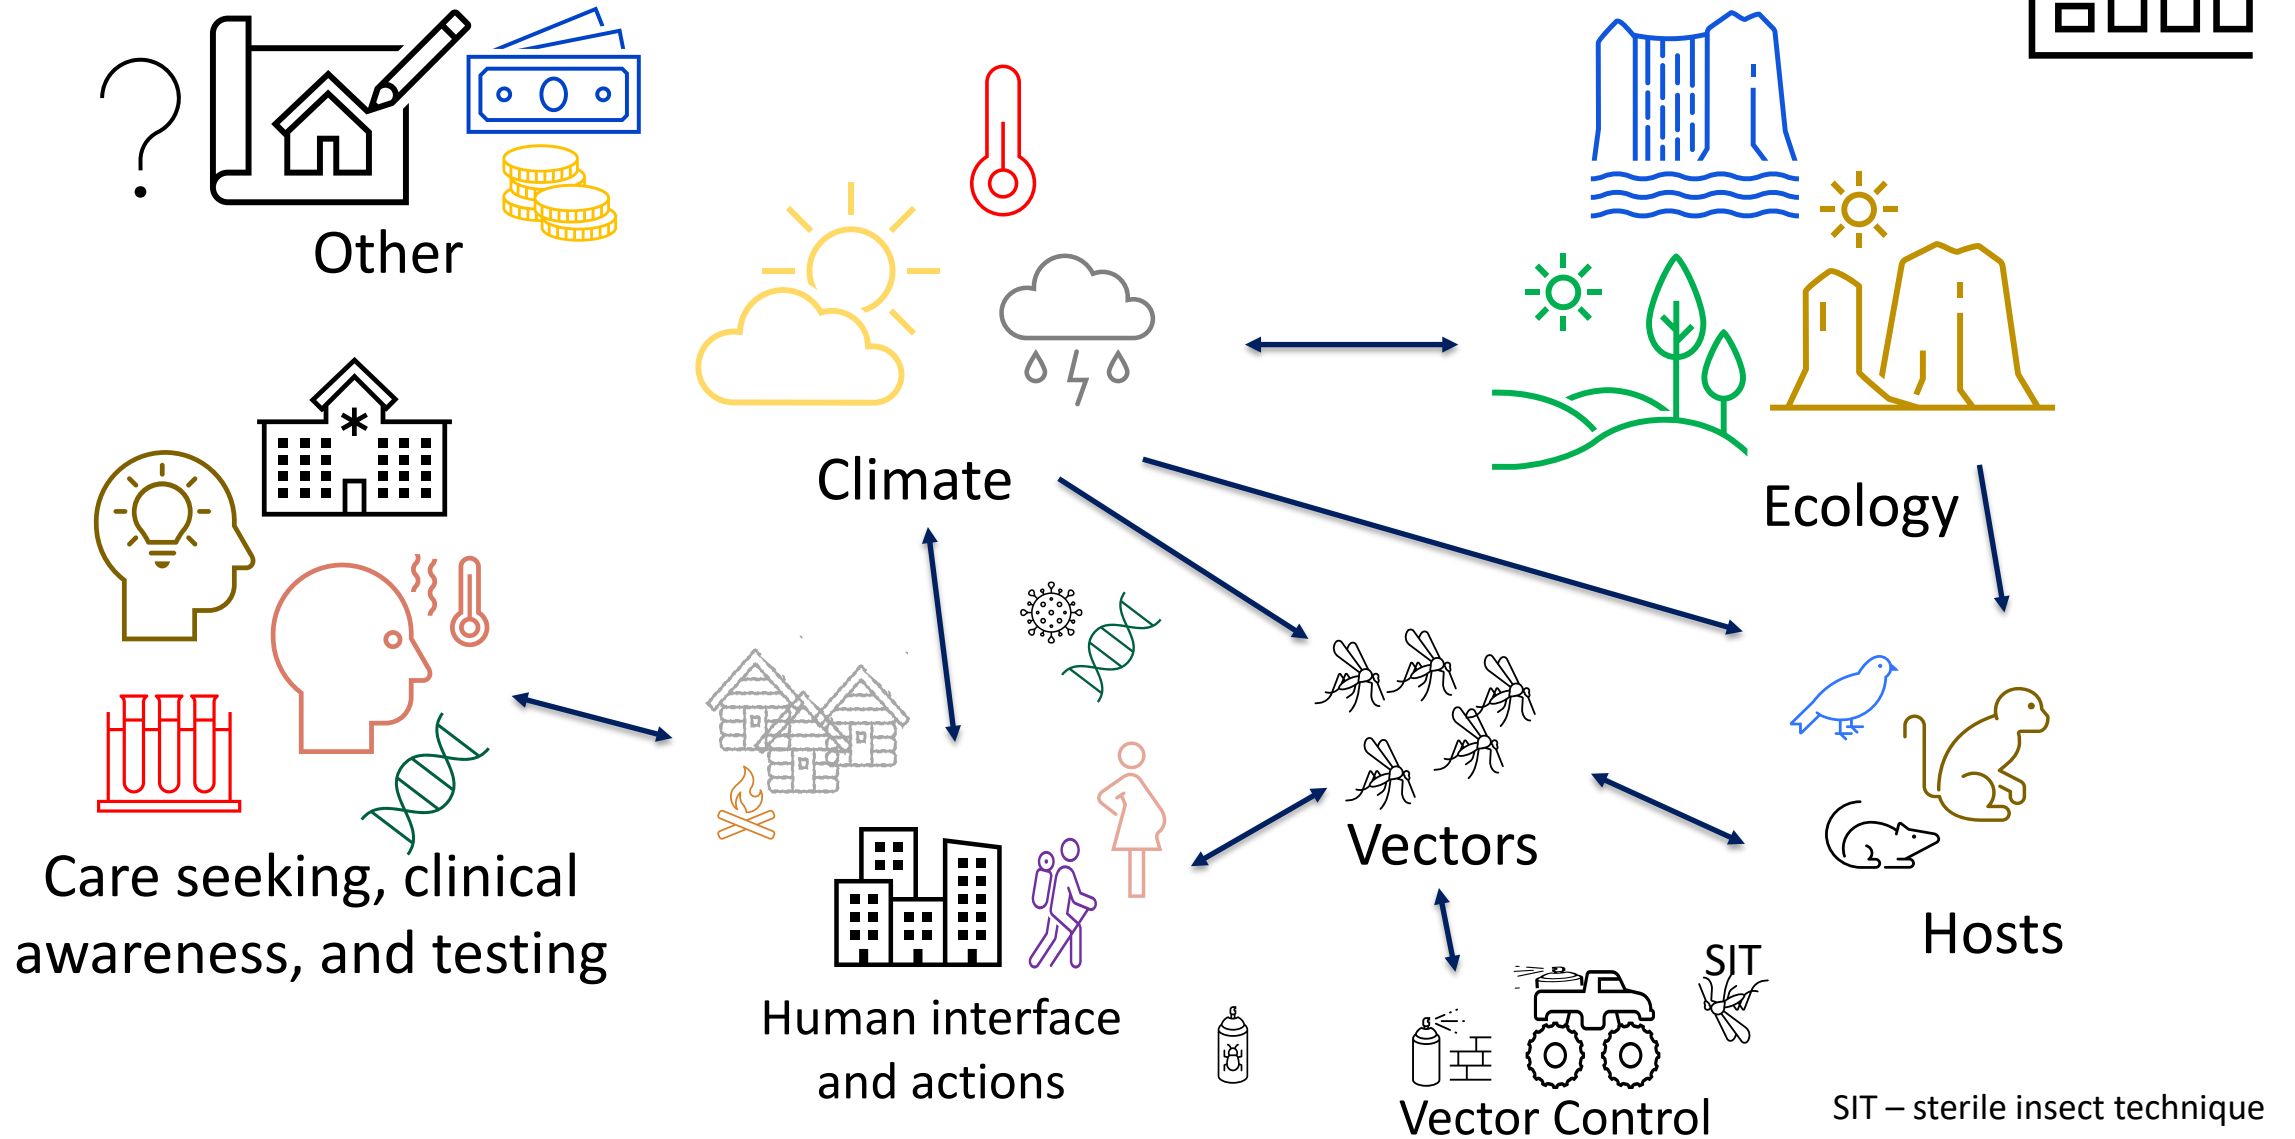 Other
Climate
Ecology
Care seeking, clinical
awareness, and testing
Vectors
Hosts
Human interface
and actions
SIT
Vector Control
SIT – sterile insect technique